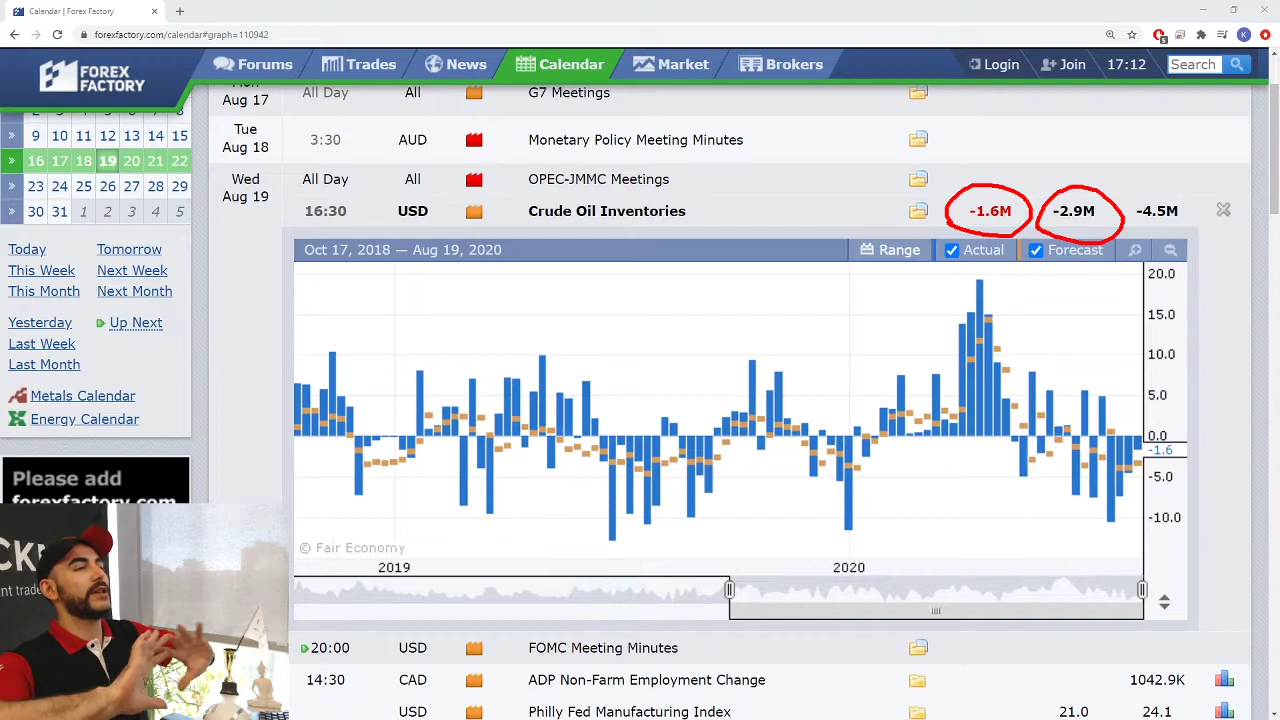 Calendar | Forex Factory
forexfactory.com/calendar#graph=110942
5
K
FOREX FACTORY
Forums
Trades
News
Calendar
Market
Brokers
Login
Join
17:12
Search
9 10 11 12 13 14 15
16 17 18 19 20 21 22
23 24 25 26 27 28 29
30 31 1 2 3 4 5
Today Tomorrow
This Week Next Week
This Month Next Month
Yesterday Up Next
Last Week
Last Month
Metals Calendar
Energy Calendar
Please add
forexfactory.com
Aug 17 All Day All G7 Meetings
Tue
Aug 18 3:30 AUD Monetary Policy Meeting Minutes
Wed
Aug 19 All Day All OPEC-JMMC Meetings
16:30 USD Crude Oil Inventories -1.6M -2.9M -4.5M
Oct 17, 2018 — Aug 19, 2020 Range Actual Forecast
20.0
15.0
10.0
5.0
0.0
-1.6
-5.0
-10.0
© Fair Economy
2019 2020
20:00 USD FOMC Meeting Minutes
14:30 CAD ADP Non-Farm Employment Change 1042.9K
USD Philly Fed Manufacturing Index 21.0 24.1